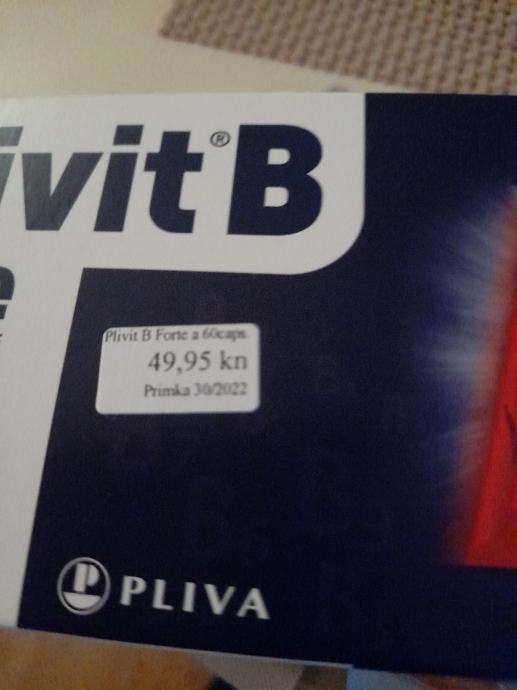 ivit® B
e
Plivit B Forte a 60caps.
49,95 kn
Primka 30/2022
P PLIVA